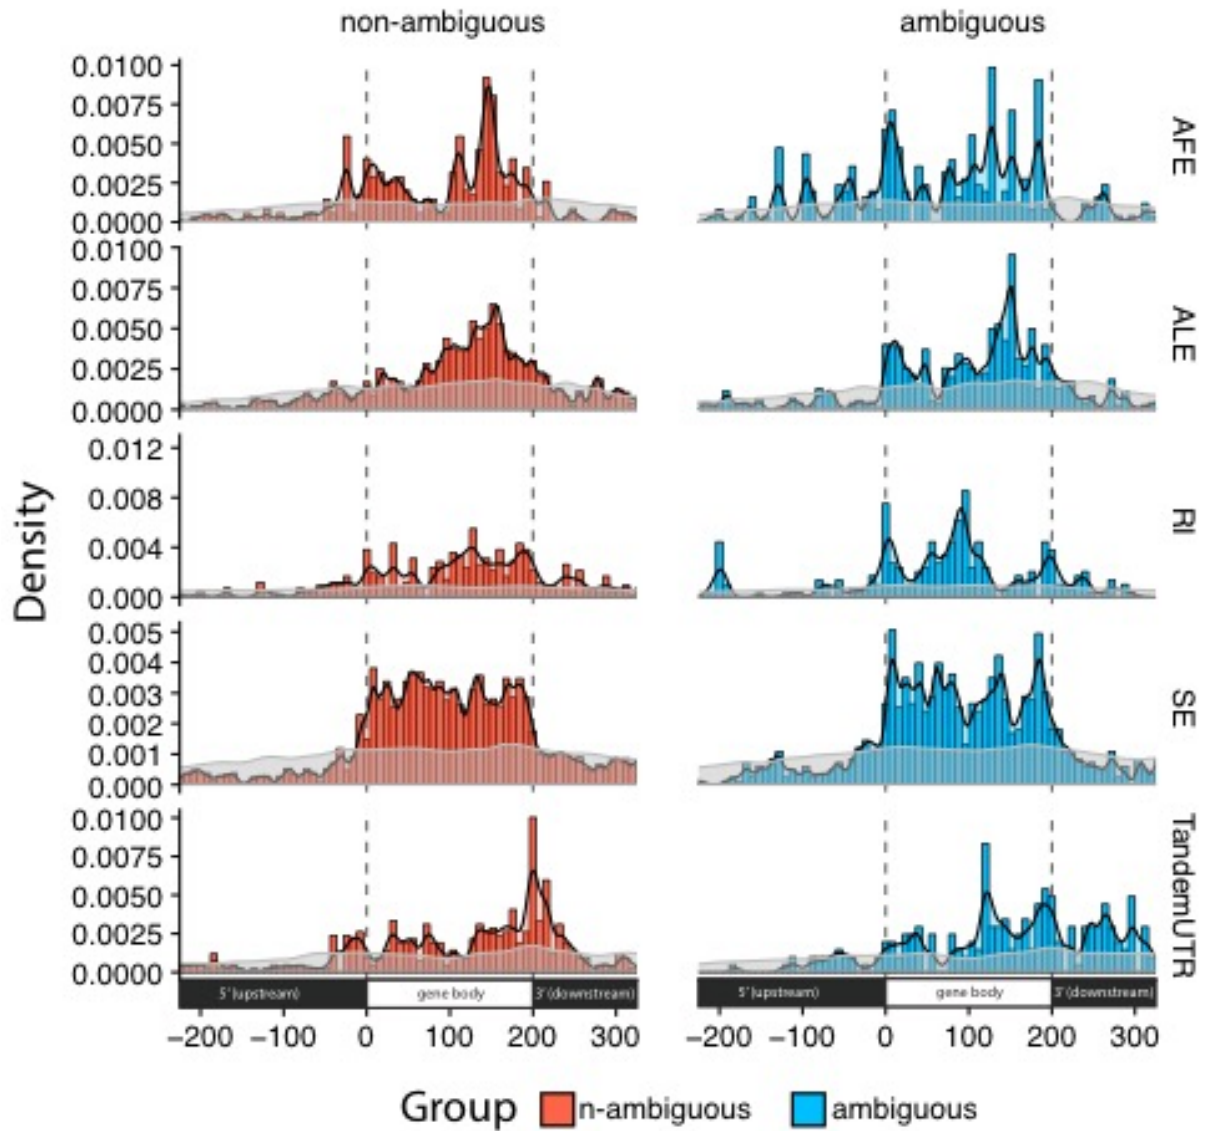 non-ambiguous ambiguous
0.0100
0.0075
0.0050
0.0025
0.0000
AFE
0.0100
0.0075
0.0050
0.0025
0.0000
ALE
0.012
0.008
0.004
0.000
RI
0.005
0.004
0.003
0.002
0.001
0.000
SE
0.0100
0.0075
0.0050
0.0025
0.0000
TandemUTR
Density
5' (upstream) gene body 3' (downstream) 5' (upstream) gene body 3' (downstream)
−200 −100 0 100 200 300 −200 −100 0 100 200 300
Group n-ambiguous ambiguous